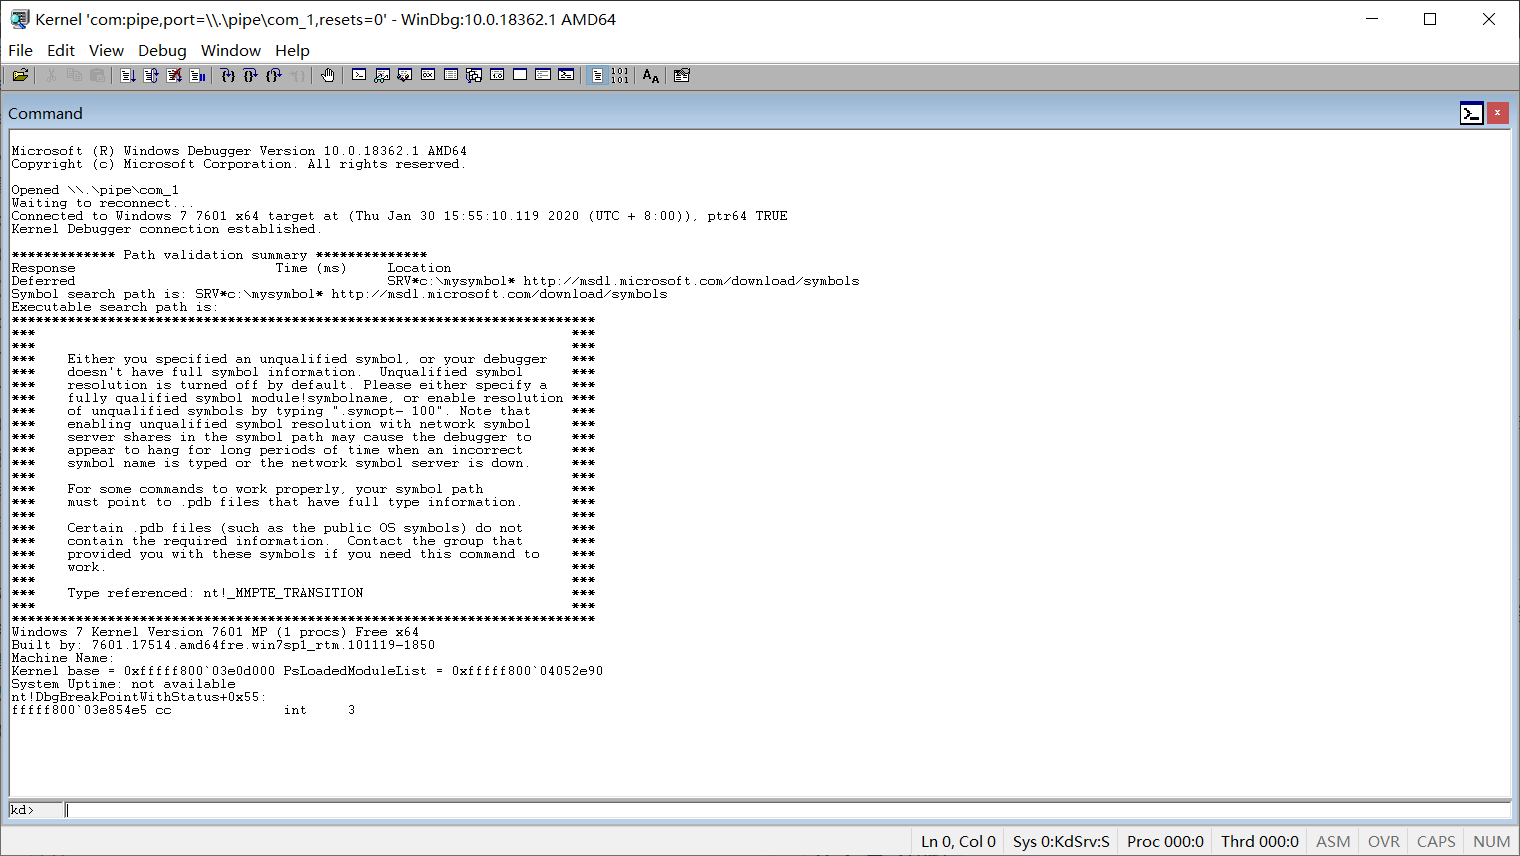 Kernel 'com:pipe,port=\\.\pipe\com_1,resets=0' - WinDbg:10.0.18362.1 AMD64
File Edit View Debug Window Help
Command
Microsoft (R) Windows Debugger Version 10.0.18362.1 AMD64
Copyright (c) Microsoft Corporation. All rights reserved.
Opened \\.\pipe\com_1
Waiting to reconnect...
Connected to Windows 7 7601 x64 target at (Thu Jan 30 15:55:10.119 2020 (UTC + 8:00)), ptr64 TRUE
Kernel Debugger connection established.
************* Path validation summary **************
Response                         Time (ms)     Location
Deferred                                       SRV*c:\mysymbol* http://msdl.microsoft.com/download/symbols
Symbol search path is: SRV*c:\mysymbol* http://msdl.microsoft.com/download/symbols
Executable search path is:
*************************************************************************
***                                                                   ***
***                                                                   ***
***    Either you specified an unqualified symbol, or your debugger   ***
***    doesn't have full symbol information.  Unqualified symbol      ***
***    resolution is turned off by default. Please either specify a   ***
***    fully qualified symbol module!symbolname, or enable resolution ***
***    of unqualified symbols by typing ".symopt- 100". Note that     ***
***    enabling unqualified symbol resolution with network symbol     ***
***    server shares in the symbol path may cause the debugger to     ***
***    appear to hang for long periods of time when an incorrect      ***
***    symbol name is typed or the network symbol server is down.     ***
***                                                                   ***
***    For some commands to work properly, your symbol path           ***
***    must point to .pdb files that have full type information.      ***
***                                                                   ***
***    Certain .pdb files (such as the public OS symbols) do not      ***
***    contain the required information.  Contact the group that      ***
***    provided you with these symbols if you need this command to    ***
***    work.                                                          ***
***                                                                   ***
***    Type referenced: nt!_MMPTE_TRANSITION                          ***
***                                                                   ***
*************************************************************************
Windows 7 Kernel Version 7601 MP (1 procs) Free x64
Built by: 7601.17514.amd64fre.win7sp1_rtm.101119-1850
Machine Name:
Kernel base = 0xfffff800`03e0d000 PsLoadedModuleList = 0xfffff800`04052e90
System Uptime: not available
nt!DbgBreakPointWithStatus+0x55:
fffff800`03e854e5 cc              int     3
kd>
Ln 0, Col 0 Sys 0:KdSrv:S Proc 000:0 Thrd 000:0 ASM OVR CAPS NUM